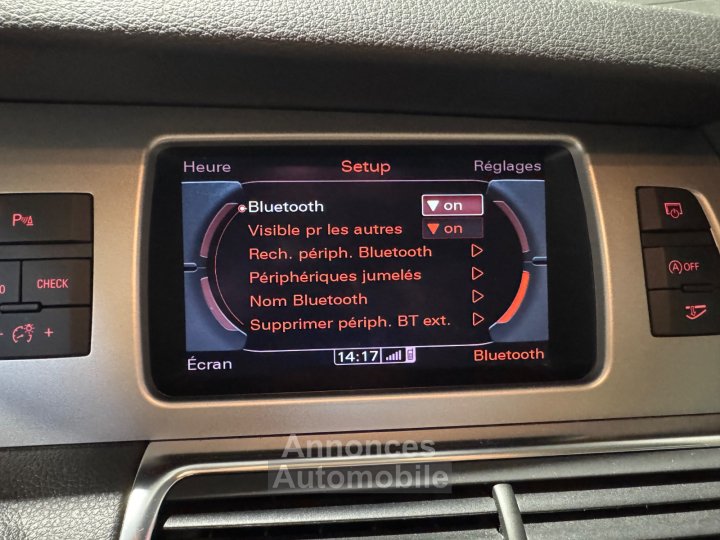 Heure Setup Réglages
Bluetooth ▼ on
Visible pr les autres ▼ on
Rech. périph. Bluetooth
Périphériques jumelés
Nom Bluetooth
Supprimer périph. BT ext.
Écran 14:17 Bluetooth
P
CHECK
- +
A OFF
Annonces
Automobile